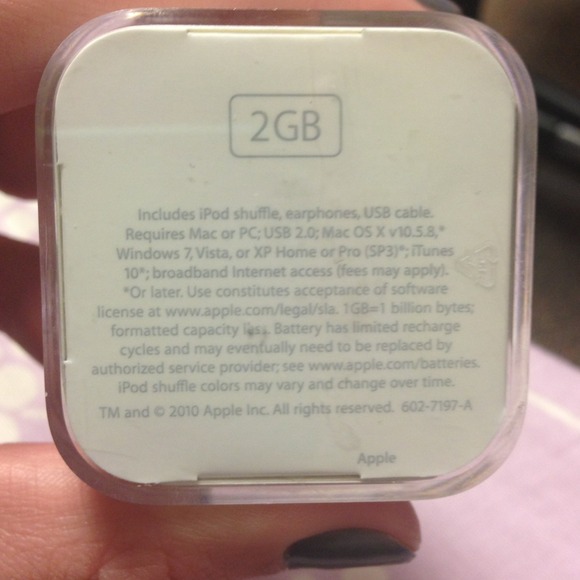 2GB
Includes iPod shuffle, earphones, USB cable.
Requires Mac or PC; USB 2.0; Mac OS X v10.5.8,*
Windows 7, Vista, or XP Home or Pro (SP3)*; iTunes
10*; broadband Internet access (fees may apply).
*Or later. Use constitutes acceptance of software
license at www.apple.com/legal/sla. 1GB=1 billion bytes;
formatted capacity less. Battery has limited recharge
cycles and may eventually need to be replaced by
authorized service provider; see www.apple.com/batteries.
iPod shuffle colors may vary and change over time.
TM and © 2010 Apple Inc. All rights reserved. 602-7197-A
Apple